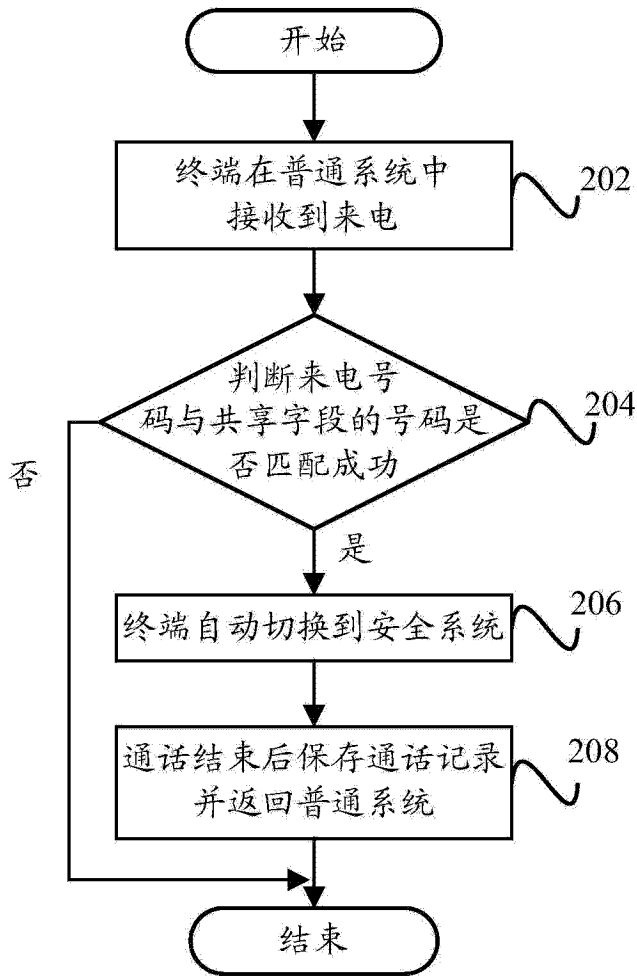 开始
终端在普通系统中
接收到来电
202
判断来电号
码与共享字段的号码是
否匹配成功
204
否
是
终端自动切换到安全系统
206
通话结束后保存通话记录
并返回普通系统
208
结束